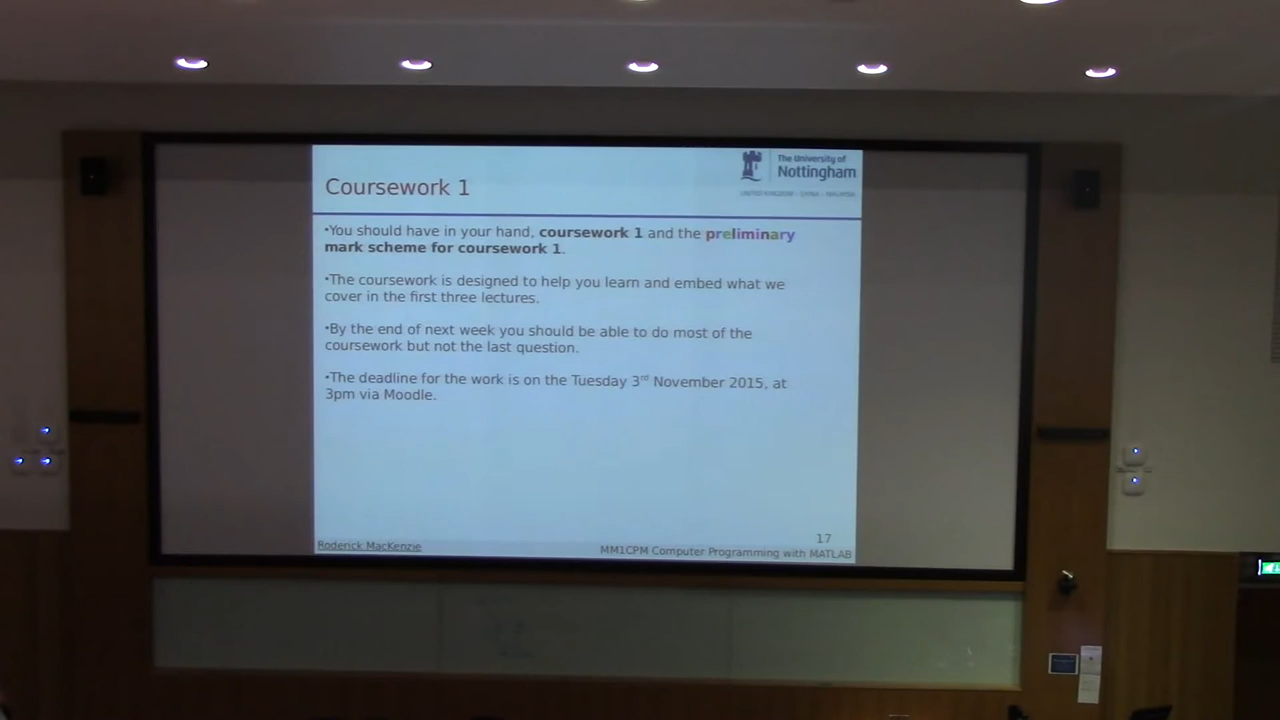 The University of
Nottingham
UNITED KINGDOM · CHINA · MALAYSIA
Coursework 1
•You should have in your hand, coursework 1 and the preliminary
mark scheme for coursework 1.
•The coursework is designed to help you learn and embed what we
cover in the first three lectures.
•By the end of next week you should be able to do most of the
coursework but not the last question.
•The deadline for the work is on the Tuesday 3rd November 2015, at
3pm via Moodle.
17
Roderick MacKenzie
MM1CPM Computer Programming with MATLAB